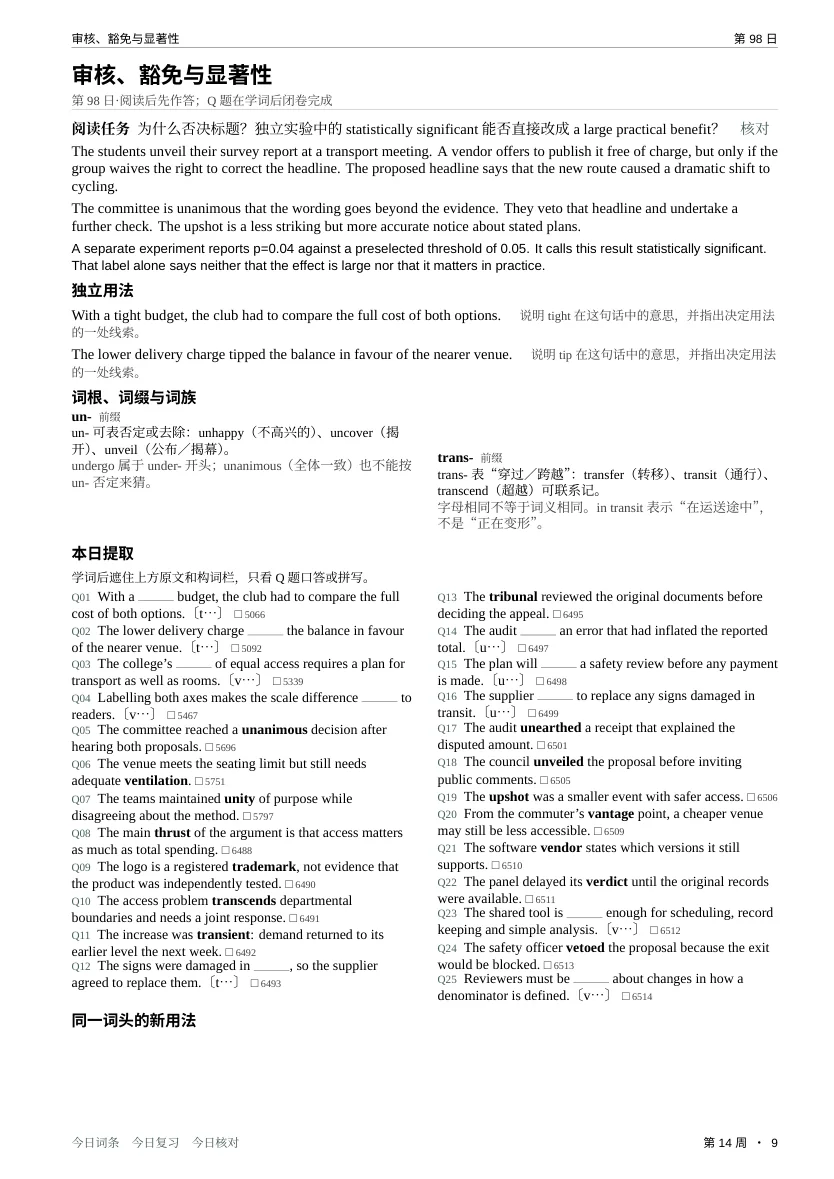 审核、豁免与显著性 第 98 日
审核、豁免与显著性
第 98 日·阅读后先作答；Q 题在学词后闭卷完成
阅读任务 为什么否决标题？独立实验中的 statistically significant 能否直接改成 a large practical benefit？ 核对
The students unveil their survey report at a transport meeting. A vendor offers to publish it free of charge, but only if the
group waives the right to correct the headline. The proposed headline says that the new route caused a dramatic shift to
cycling.
The committee is unanimous that the wording goes beyond the evidence. They veto that headline and undertake a
further check. The upshot is a less striking but more accurate notice about stated plans.
A separate experiment reports p=0.04 against a preselected threshold of 0.05. It calls this result statistically significant.
That label alone says neither that the effect is large nor that it matters in practice.
独立用法
With a tight budget, the club had to compare the full cost of both options. 说明 tight 在这句话中的意思，并指出决定用法
的一处线索。
The lower delivery charge tipped the balance in favour of the nearer venue. 说明 tip 在这句话中的意思，并指出决定用法
的一处线索。
词根、词缀与词族
un- 前缀
un- 可表否定或去除：unhappy（不高兴的）、uncover（揭
开）、unveil（公布／揭幕）。
undergo 属于 under- 开头；unanimous（全体一致）也不能按
un- 否定来猜。
trans- 前缀
trans- 表“穿过／跨越”：transfer（转移）、transit（通行）、
transcend（超越）可联系记。
字母相同不等于词义相同。in transit 表示“在运送途中”，
不是“正在变形”。
本日提取
学词后遮住上方原文和构词栏，只看 Q 题口答或拼写。
Q01 With a _____ budget, the club had to compare the full
cost of both options.〔t···〕 □ 5066
Q02 The lower delivery charge _____ the balance in favour
of the nearer venue.〔t···〕 □ 5092
Q03 The college’s _____ of equal access requires a plan for
transport as well as rooms.〔v···〕 □ 5339
Q04 Labelling both axes makes the scale difference _____ to
readers.〔v···〕 □ 5467
Q05 The committee reached a unanimous decision after
hearing both proposals. □ 5696
Q06 The venue meets the seating limit but still needs
adequate ventilation. □ 5751
Q07 The teams maintained unity of purpose while
disagreeing about the method. □ 5797
Q08 The main thrust of the argument is that access matters
as much as total spending. □ 6488
Q09 The logo is a registered trademark, not evidence that
the product was independently tested. □ 6490
Q10 The access problem transcends departmental
boundaries and needs a joint response. □ 6491
Q11 The increase was transient: demand returned to its
earlier level the next week. □ 6492
Q12 The signs were damaged in _____, so the supplier
agreed to replace them.〔t···〕 □ 6493
Q13 The tribunal reviewed the original documents before
deciding the appeal. □ 6495
Q14 The audit _____ an error that had inflated the reported
total.〔u···〕 □ 6497
Q15 The plan will _____ a safety review before any payment
is made.〔u···〕 □ 6498
Q16 The supplier _____ to replace any signs damaged in
transit.〔u···〕 □ 6499
Q17 The audit unearthed a receipt that explained the
disputed amount. □ 6501
Q18 The council unveiled the proposal before inviting
public comments. □ 6505
Q19 The upshot was a smaller event with safer access. □ 6506
Q20 From the commuter’s vantage point, a cheaper venue
may still be less accessible. □ 6509
Q21 The software vendor states which versions it still
supports. □ 6510
Q22 The panel delayed its verdict until the original records
were available. □ 6511
Q23 The shared tool is _____ enough for scheduling, record
keeping and simple analysis.〔v···〕 □ 6512
Q24 The safety officer vetoed the proposal because the exit
would be blocked. □ 6513
Q25 Reviewers must be _____ about changes in how a
denominator is defined.〔v···〕 □ 6514
同一词头的新用法
今日词条 今日复习 今日核对 第 14 周 · 9